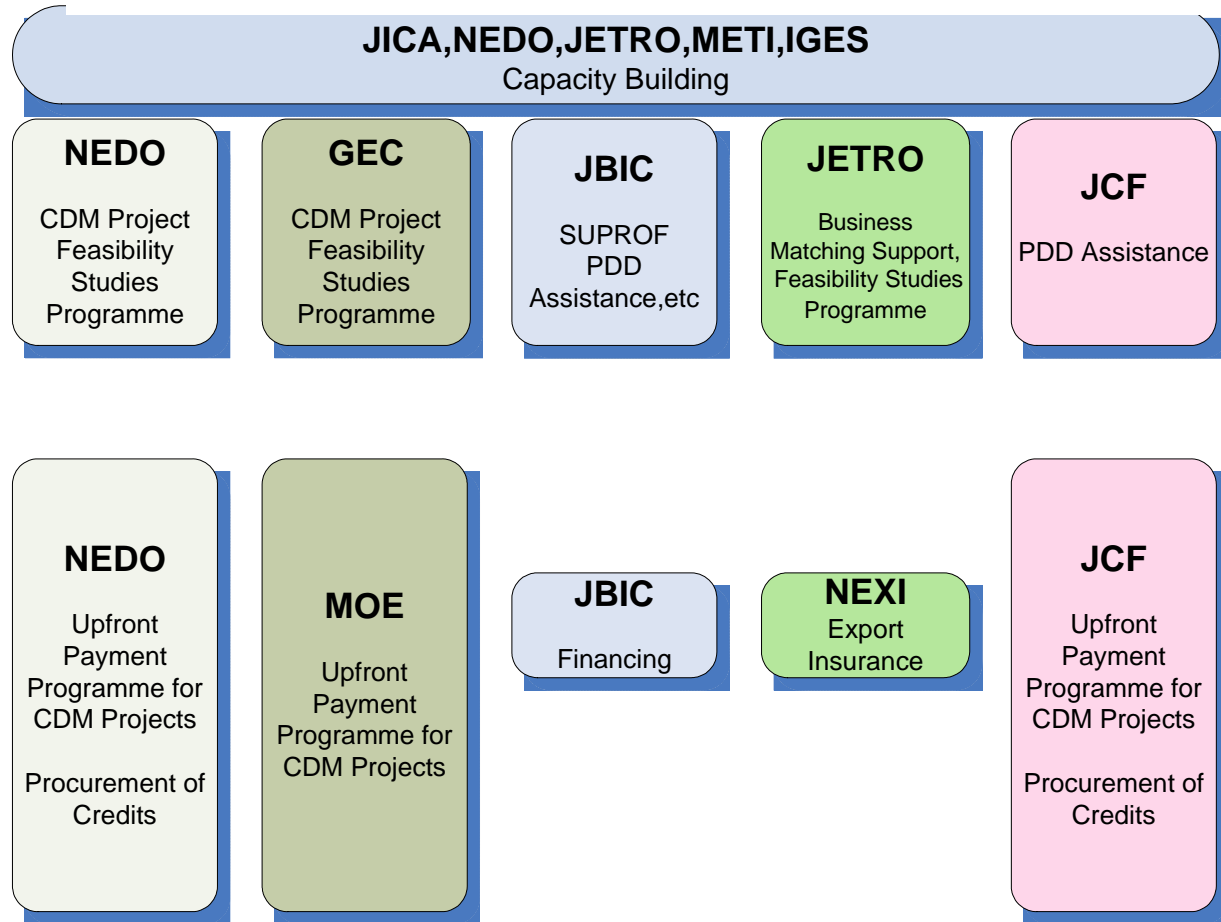 JICA,NEDO,JETRO,METI,IGES
Capacity Building
NEDO
CDM Project
Feasibility
Studies
Programme
GEC
CDM Project
Feasibility
Studies
Programme
JBIC
SUPROF
PDD
Assistance,etc
JETRO
Business
Matching Support,
Feasibility Studies
Programme
JCF
PDD Assistance
NEDO
Upfront
Payment
Programme for
CDM Projects
Procurement of
Credits
MOE
Upfront
Payment
Programme for
CDM Projects
JBIC
Financing
NEXI
Export
Insurance
JCF
Upfront
Payment
Programme for
CDM Projects
Procurement of
Credits